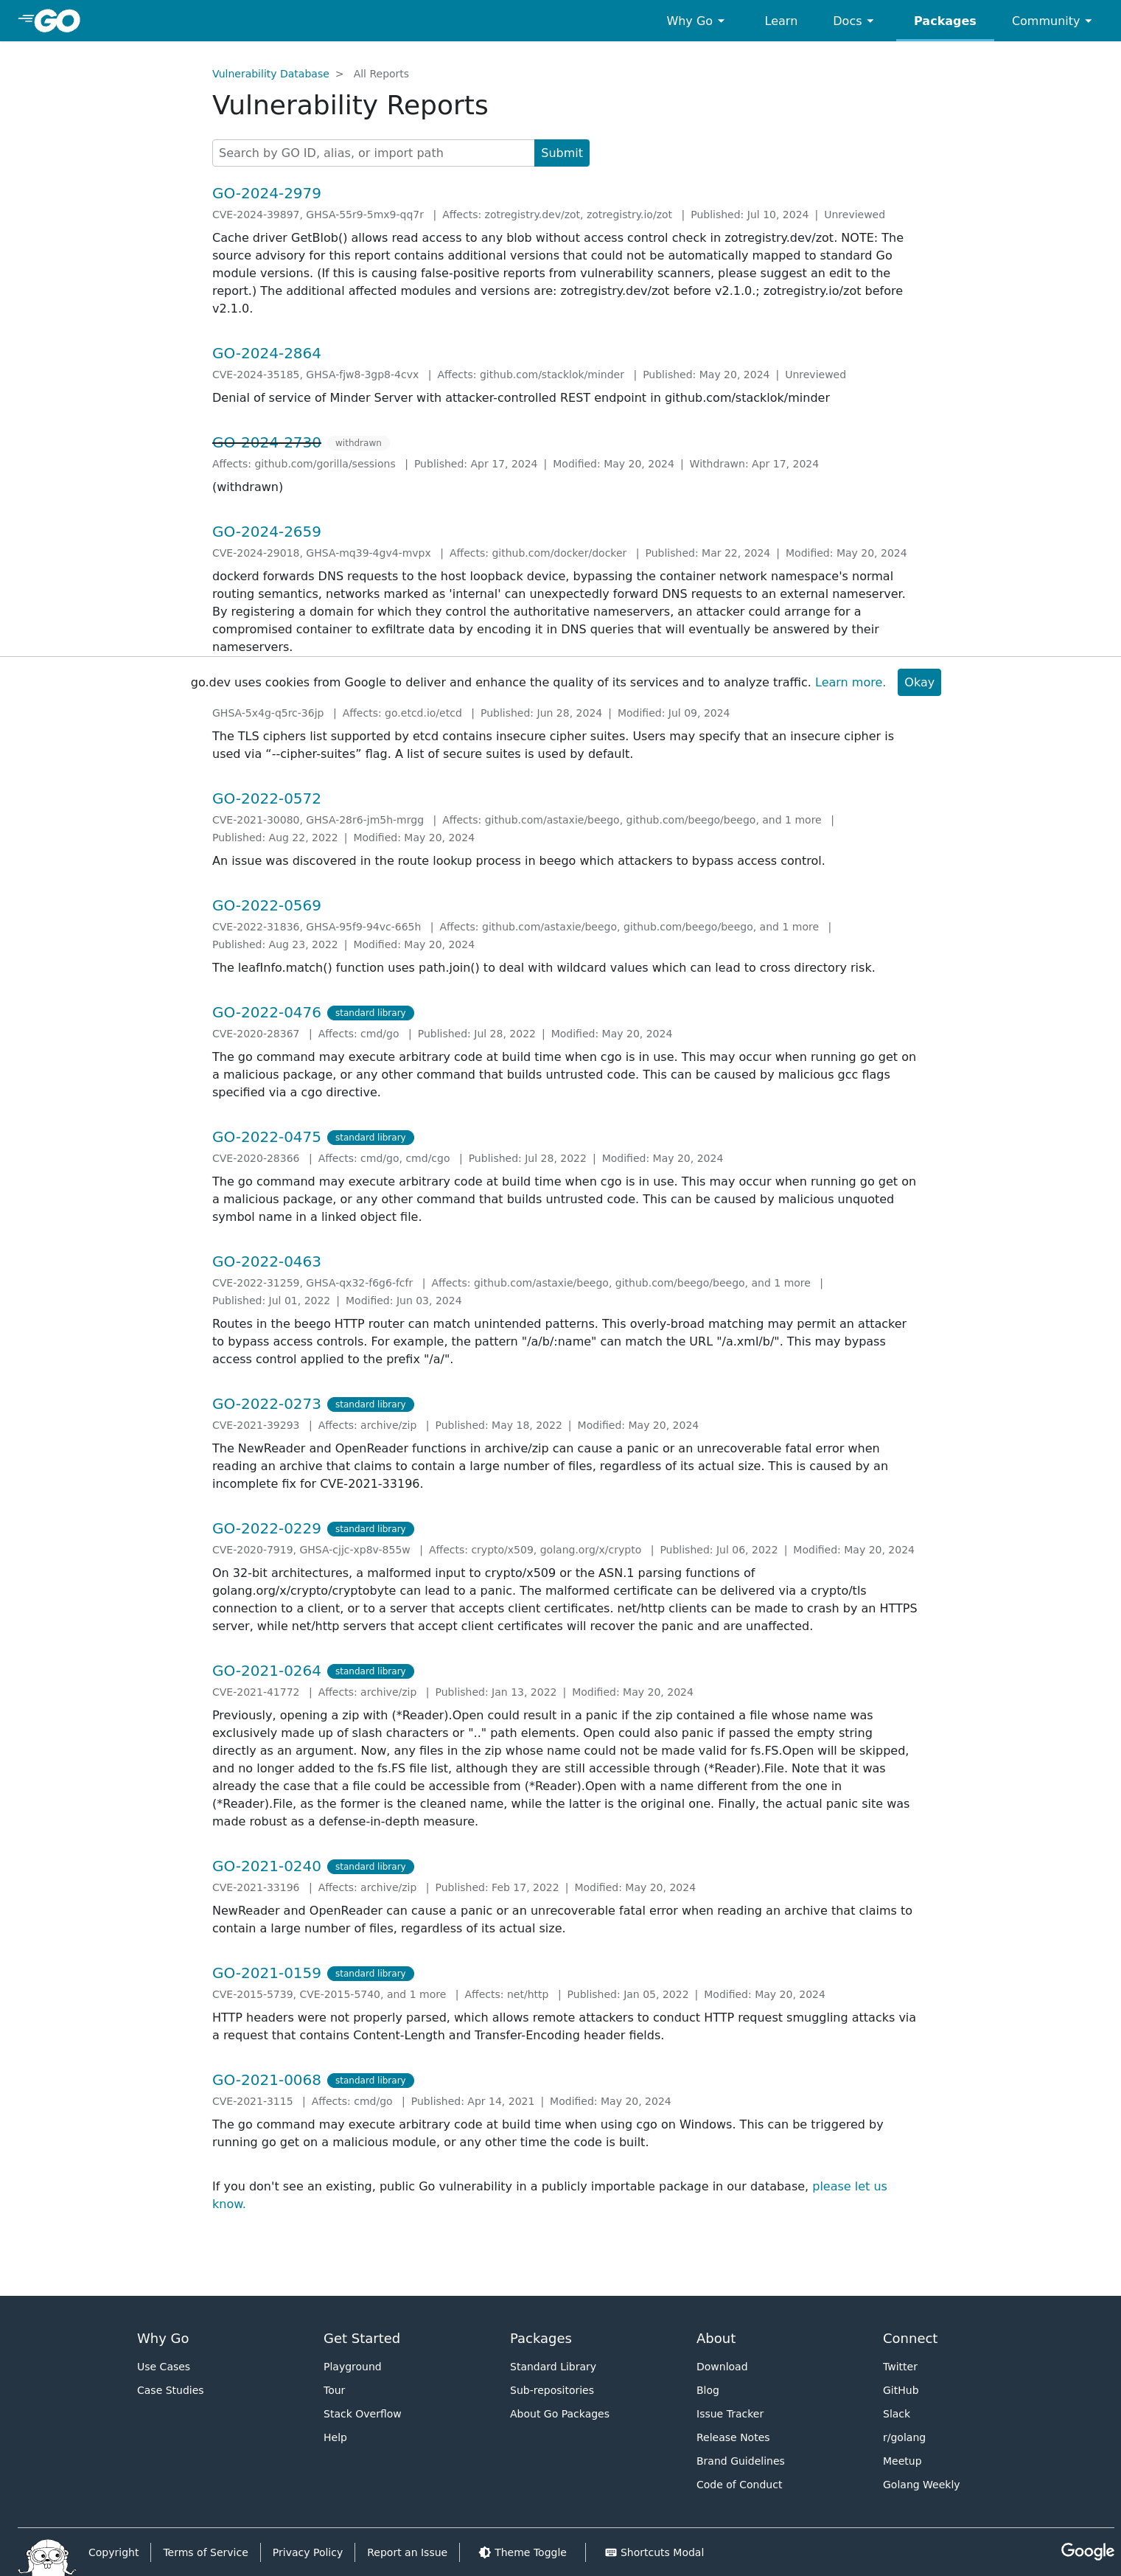 GO
Why Go
Learn
Docs
Packages
Community
Vulnerability Database > All Reports
Vulnerability Reports
Search by GO ID, alias, or import path
Submit
GO-2024-2979
CVE-2024-39897, GHSA-55r9-5mx9-qq7r | Affects: zotregistry.dev/zot, zotregistry.io/zot | Published: Jul 10, 2024 | Unreviewed
Cache driver GetBlob() allows read access to any blob without access control check in zotregistry.dev/zot. NOTE: The
source advisory for this report contains additional versions that could not be automatically mapped to standard Go
module versions. (If this is causing false-positive reports from vulnerability scanners, please suggest an edit to the
report.) The additional affected modules and versions are: zotregistry.dev/zot before v2.1.0.; zotregistry.io/zot before
v2.1.0.
GO-2024-2864
CVE-2024-35185, GHSA-fjw8-3gp8-4cvx | Affects: github.com/stacklok/minder | Published: May 20, 2024 | Unreviewed
Denial of service of Minder Server with attacker-controlled REST endpoint in github.com/stacklok/minder
GO-2024-2730 withdrawn
Affects: github.com/gorilla/sessions | Published: Apr 17, 2024 | Modified: May 20, 2024 | Withdrawn: Apr 17, 2024
(withdrawn)
GO-2024-2659
CVE-2024-29018, GHSA-mq39-4gv4-mvpx | Affects: github.com/docker/docker | Published: Mar 22, 2024 | Modified: May 20, 2024
dockerd forwards DNS requests to the host loopback device, bypassing the container network namespace's normal
routing semantics, networks marked as 'internal' can unexpectedly forward DNS requests to an external nameserver.
By registering a domain for which they control the authoritative nameservers, an attacker could arrange for a
compromised container to exfiltrate data by encoding it in DNS queries that will eventually be answered by their
nameservers.
go.dev uses cookies from Google to deliver and enhance the quality of its services and to analyze traffic. Learn more. Okay
GHSA-5x4g-q5rc-36jp | Affects: go.etcd.io/etcd | Published: Jun 28, 2024 | Modified: Jul 09, 2024
The TLS ciphers list supported by etcd contains insecure cipher suites. Users may specify that an insecure cipher is
used via “--cipher-suites” flag. A list of secure suites is used by default.
GO-2022-0572
CVE-2021-30080, GHSA-28r6-jm5h-mrgg | Affects: github.com/astaxie/beego, github.com/beego/beego, and 1 more |
Published: Aug 22, 2022 | Modified: May 20, 2024
An issue was discovered in the route lookup process in beego which attackers to bypass access control.
GO-2022-0569
CVE-2022-31836, GHSA-95f9-94vc-665h | Affects: github.com/astaxie/beego, github.com/beego/beego, and 1 more |
Published: Aug 23, 2022 | Modified: May 20, 2024
The leafInfo.match() function uses path.join() to deal with wildcard values which can lead to cross directory risk.
GO-2022-0476 standard library
CVE-2020-28367 | Affects: cmd/go | Published: Jul 28, 2022 | Modified: May 20, 2024
The go command may execute arbitrary code at build time when cgo is in use. This may occur when running go get on
a malicious package, or any other command that builds untrusted code. This can be caused by malicious gcc flags
specified via a cgo directive.
GO-2022-0475 standard library
CVE-2020-28366 | Affects: cmd/go, cmd/cgo | Published: Jul 28, 2022 | Modified: May 20, 2024
The go command may execute arbitrary code at build time when cgo is in use. This may occur when running go get on
a malicious package, or any other command that builds untrusted code. This can be caused by malicious unquoted
symbol name in a linked object file.
GO-2022-0463
CVE-2022-31259, GHSA-qx32-f6g6-fcfr | Affects: github.com/astaxie/beego, github.com/beego/beego, and 1 more |
Published: Jul 01, 2022 | Modified: Jun 03, 2024
Routes in the beego HTTP router can match unintended patterns. This overly-broad matching may permit an attacker
to bypass access controls. For example, the pattern "/a/b/:name" can match the URL "/a.xml/b/". This may bypass
access control applied to the prefix "/a/".
GO-2022-0273 standard library
CVE-2021-39293 | Affects: archive/zip | Published: May 18, 2022 | Modified: May 20, 2024
The NewReader and OpenReader functions in archive/zip can cause a panic or an unrecoverable fatal error when
reading an archive that claims to contain a large number of files, regardless of its actual size. This is caused by an
incomplete fix for CVE-2021-33196.
GO-2022-0229 standard library
CVE-2020-7919, GHSA-cjjc-xp8v-855w | Affects: crypto/x509, golang.org/x/crypto | Published: Jul 06, 2022 | Modified: May 20, 2024
On 32-bit architectures, a malformed input to crypto/x509 or the ASN.1 parsing functions of
golang.org/x/crypto/cryptobyte can lead to a panic. The malformed certificate can be delivered via a crypto/tls
connection to a client, or to a server that accepts client certificates. net/http clients can be made to crash by an HTTPS
server, while net/http servers that accept client certificates will recover the panic and are unaffected.
GO-2021-0264 standard library
CVE-2021-41772 | Affects: archive/zip | Published: Jan 13, 2022 | Modified: May 20, 2024
Previously, opening a zip with (*Reader).Open could result in a panic if the zip contained a file whose name was
exclusively made up of slash characters or ".." path elements. Open could also panic if passed the empty string
directly as an argument. Now, any files in the zip whose name could not be made valid for fs.FS.Open will be skipped,
and no longer added to the fs.FS file list, although they are still accessible through (*Reader).File. Note that it was
already the case that a file could be accessible from (*Reader).Open with a name different from the one in
(*Reader).File, as the former is the cleaned name, while the latter is the original one. Finally, the actual panic site was
made robust as a defense-in-depth measure.
GO-2021-0240 standard library
CVE-2021-33196 | Affects: archive/zip | Published: Feb 17, 2022 | Modified: May 20, 2024
NewReader and OpenReader can cause a panic or an unrecoverable fatal error when reading an archive that claims to
contain a large number of files, regardless of its actual size.
GO-2021-0159 standard library
CVE-2015-5739, CVE-2015-5740, and 1 more | Affects: net/http | Published: Jan 05, 2022 | Modified: May 20, 2024
HTTP headers were not properly parsed, which allows remote attackers to conduct HTTP request smuggling attacks via
a request that contains Content-Length and Transfer-Encoding header fields.
GO-2021-0068 standard library
CVE-2021-3115 | Affects: cmd/go | Published: Apr 14, 2021 | Modified: May 20, 2024
The go command may execute arbitrary code at build time when using cgo on Windows. This can be triggered by
running go get on a malicious module, or any other time the code is built.
If you don't see an existing, public Go vulnerability in a publicly importable package in our database, please let us
know.
Why Go
Use Cases
Case Studies
Get Started
Playground
Tour
Stack Overflow
Help
Packages
Standard Library
Sub-repositories
About Go Packages
About
Download
Blog
Issue Tracker
Release Notes
Brand Guidelines
Code of Conduct
Connect
Twitter
GitHub
Slack
r/golang
Meetup
Golang Weekly
Copyright
Terms of Service
Privacy Policy
Report an Issue
Theme Toggle
Shortcuts Modal
Google